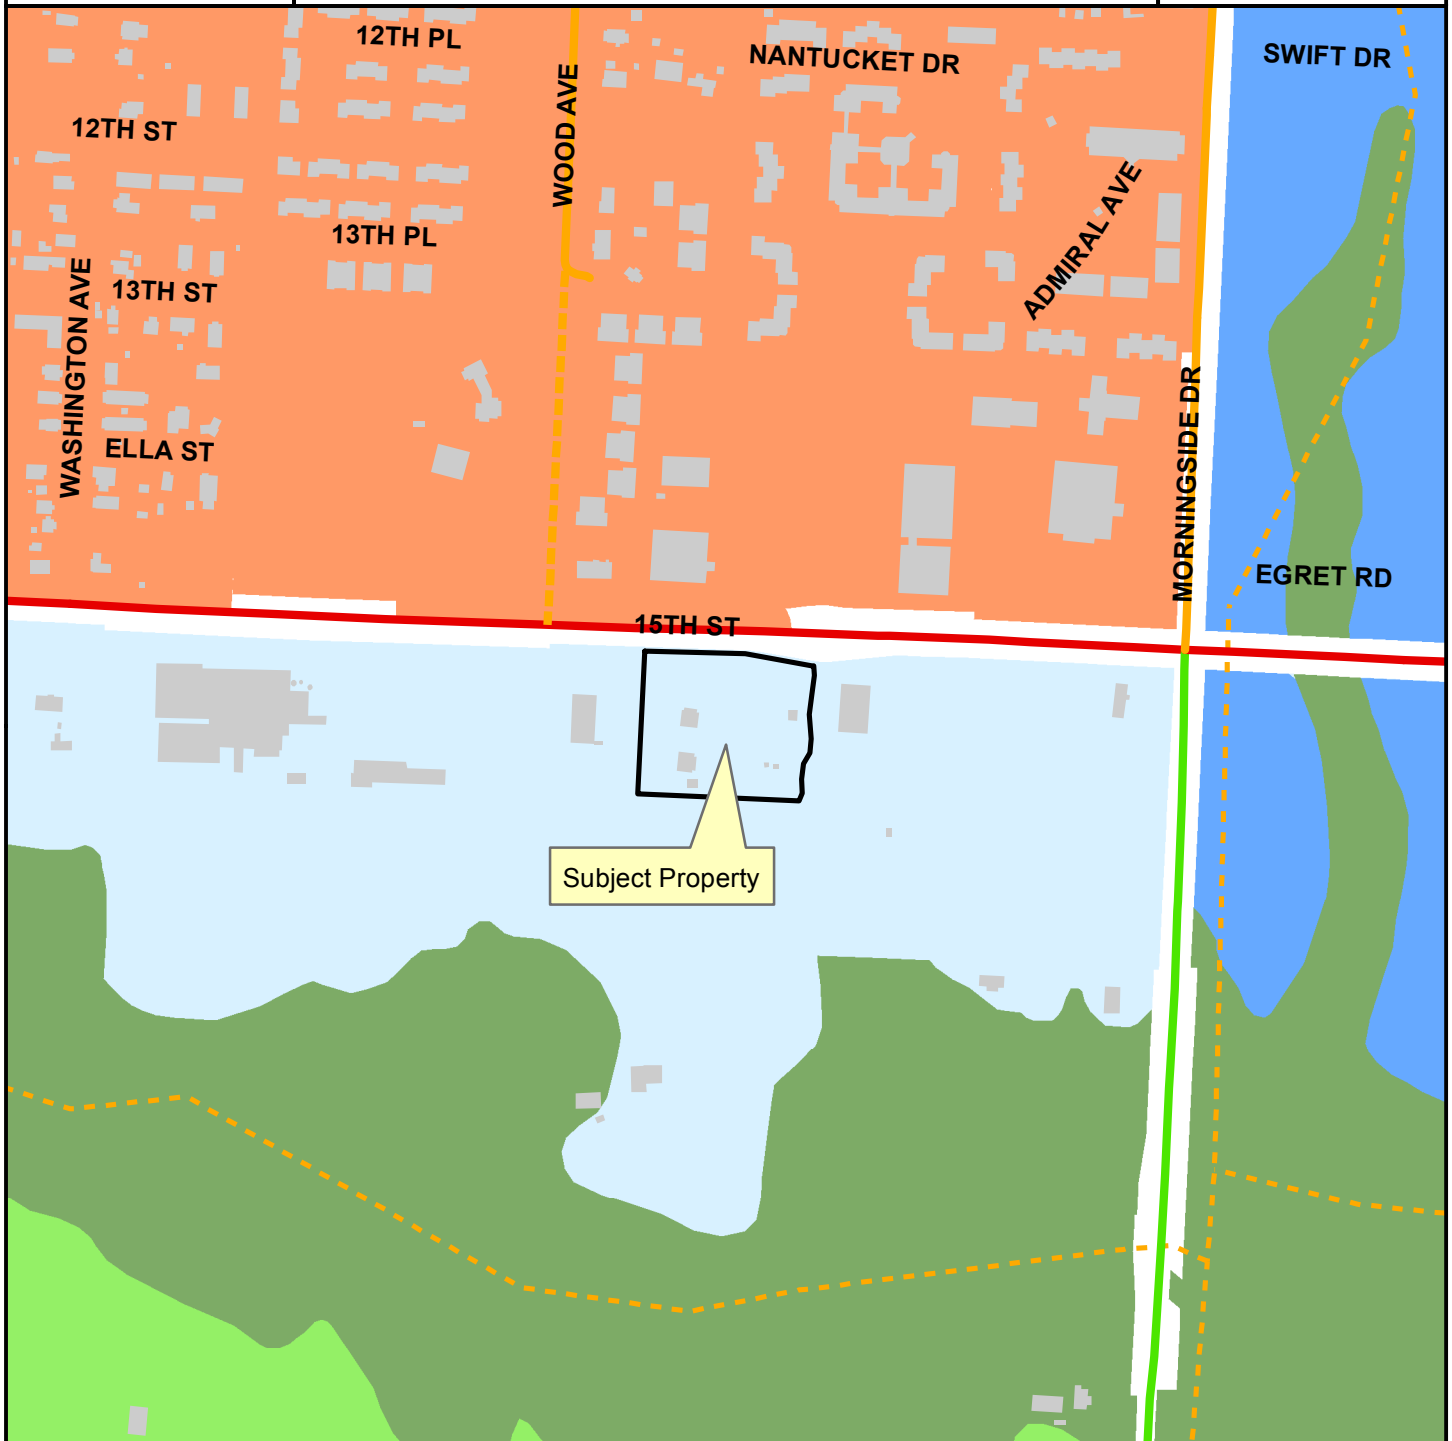 12TH PL
NANTUCKET DR
SWIFT DR
WOOD AVE
12TH ST
ADMIRAL AVE
13TH PL
13TH ST
WASHINGTON AVE
ELLA ST
MORNINGSIDE DR
EGRET RD
15TH ST
Subject Property